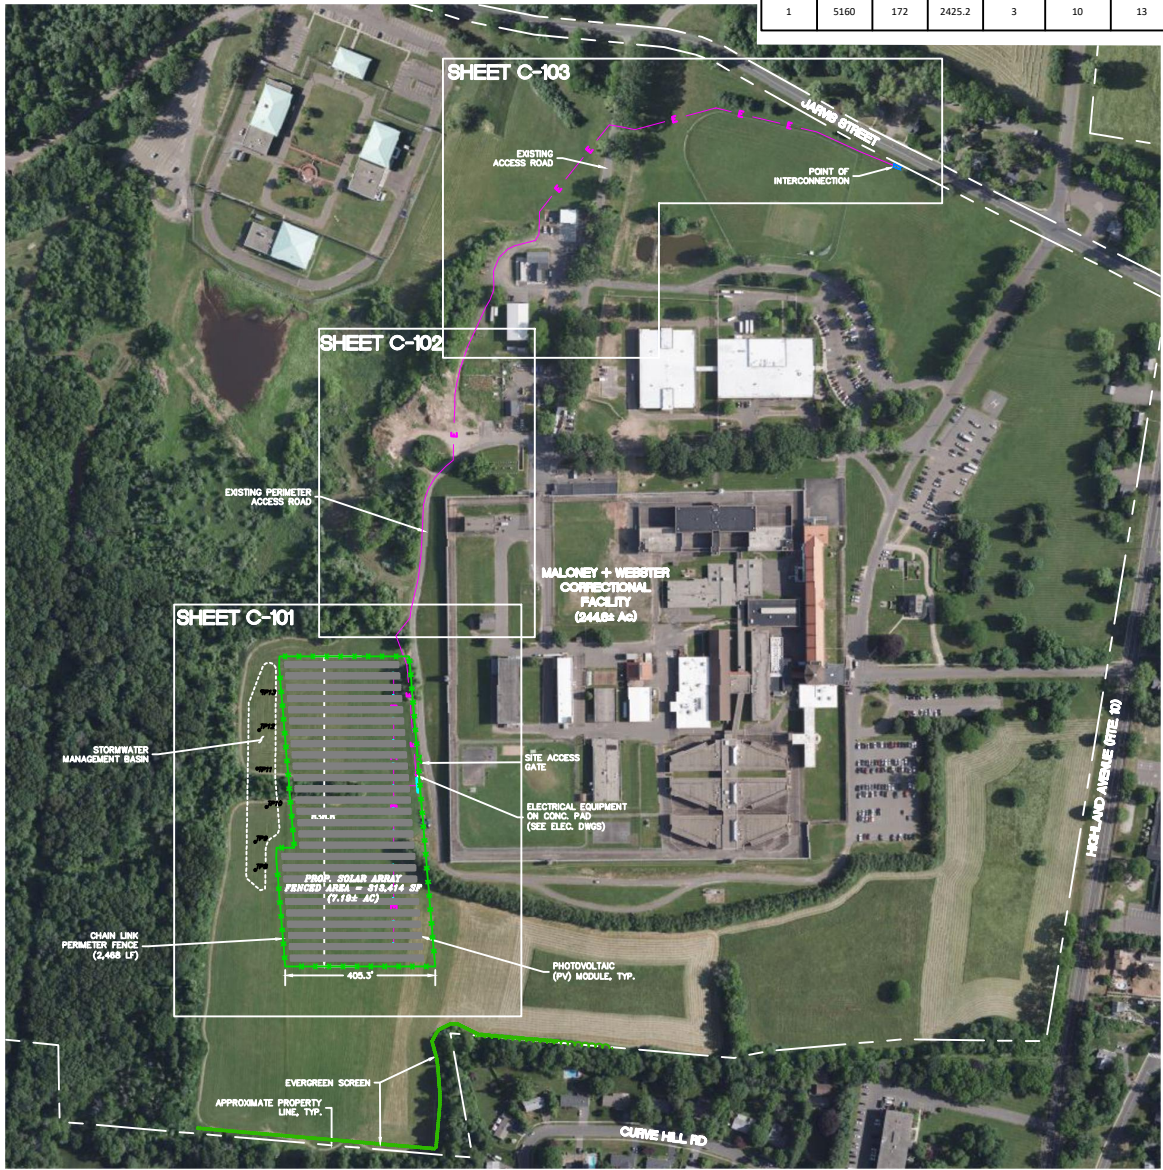 1 5160 172 2425.2 3 10 13
SHEET C-103
JARVIS STREET
EXISTING
ACCESS ROAD
POINT OF
INTERCONNECTION
SHEET C-102
EXISTING PERIMETER
ACCESS ROAD
MALONEY + WEBSTER
CORRECTIONAL
FACILITY
(244.6± Ac)
SHEET C-101
STORMWATER
MANAGEMENT BASIN
SITE ACCESS
GATE
ELECTRICAL EQUIPMENT
ON CONC. PAD
(SEE ELEC. DWGS)
HIGHLAND AVENUE (RTE. 10)
PROP. SOLAR ARRAY
FENCED AREA = 313,414 SF
(7.19± AC)
CHAIN LINK
PERIMETER FENCE
(2,468 LF)
PHOTOVOLTAIC
(PV) MODULE, TYP.
405.3'
EVERGREEN SCREEN
APPROXIMATE PROPERTY
LINE, TYP.
CURVE HILL RD